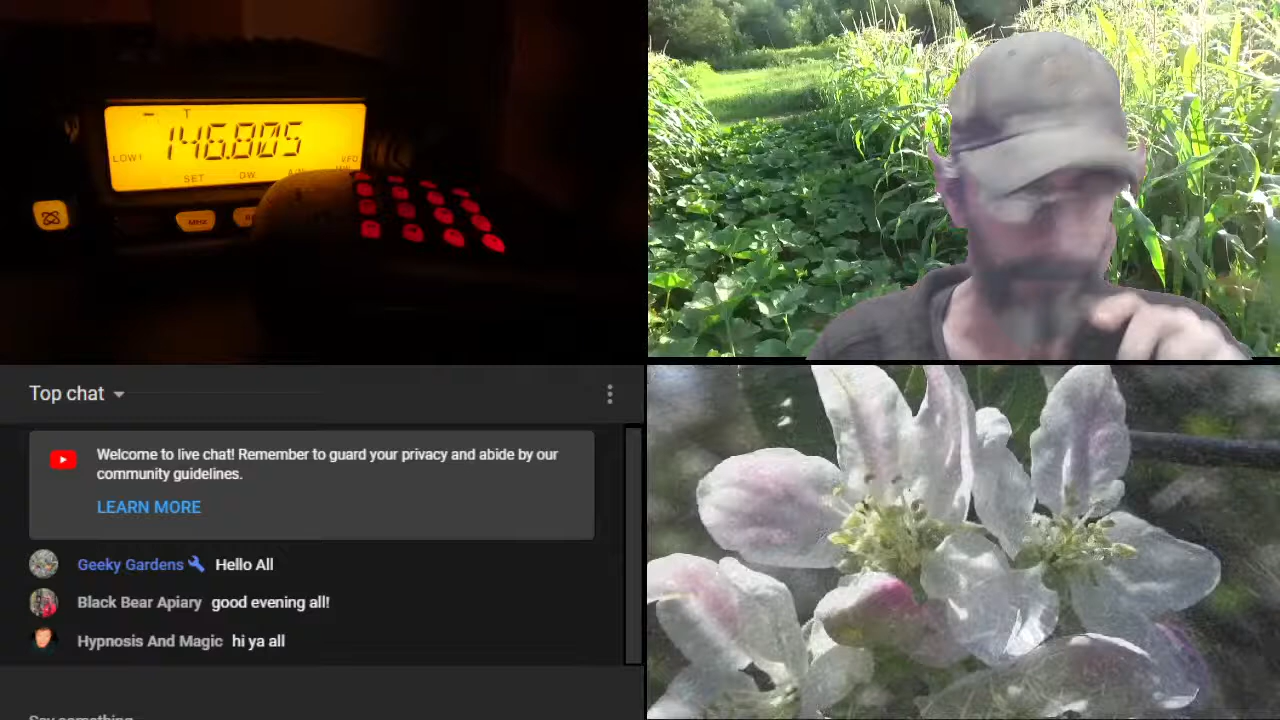 T
146.805
LOW1
VFO
SET
DW
Top chat
Welcome to live chat! Remember to guard your privacy and abide by our
community guidelines.
LEARN MORE
Geeky Gardens Hello All
Black Bear Apiary good evening all!
Hypnosis And Magic hi ya all
Say something